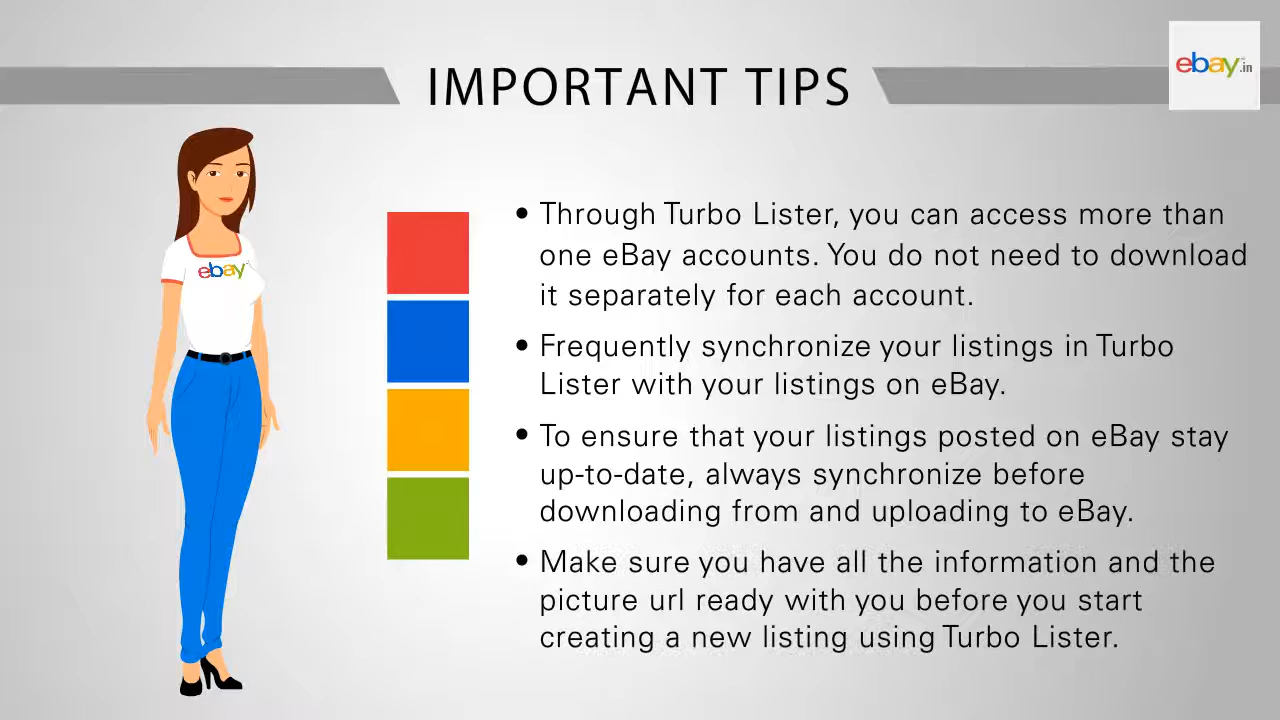 IMPORTANT TIPS
ebay.in
ebay
• Through Turbo Lister, you can access more than
one eBay accounts. You do not need to download
it separately for each account.
• Frequently synchronize your listings in Turbo
Lister with your listings on eBay.
• To ensure that your listings posted on eBay stay
up-to-date, always synchronize before
downloading from and uploading to eBay.
• Make sure you have all the information and the
picture url ready with you before you start
creating a new listing using Turbo Lister.